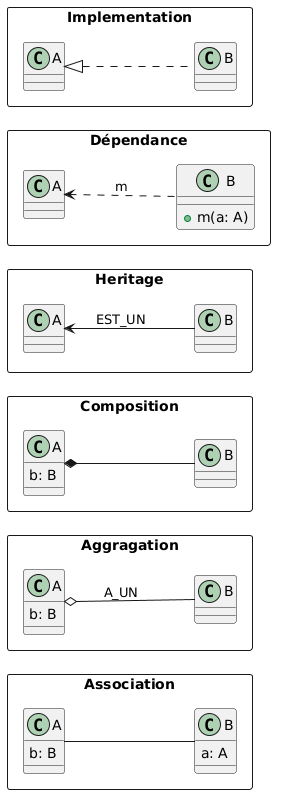 Implementation
C A
C B
Dépendance
C A
m
C B
m(a: A)
Heritage
C A
EST_UN
C B
Composition
C A
b: B
C B
Aggragation
C A
b: B
A_UN
C B
Association
C A
b: B
C B
a: A